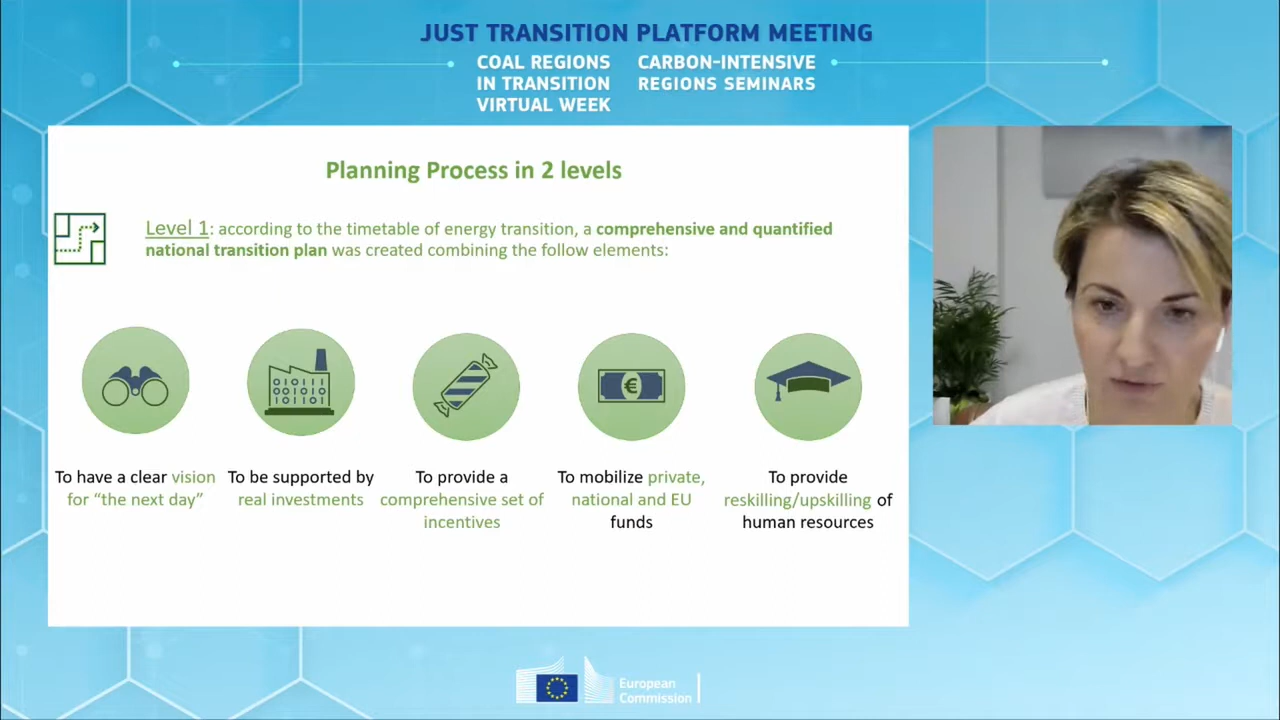 JUST TRANSITION PLATFORM MEETING
COAL REGIONS
IN TRANSITION
VIRTUAL WEEK
CARBON-INTENSIVE
REGIONS SEMINARS
Planning Process in 2 levels
Level 1: according to the timetable of energy transition, a comprehensive and quantified
national transition plan was created combining the follow elements:
To have a clear vision
for “the next day”
To be supported by
real investments
To provide a
comprehensive set of
incentives
To mobilize private,
national and EU
funds
To provide
reskilling/upskilling of
human resources
European
Commission